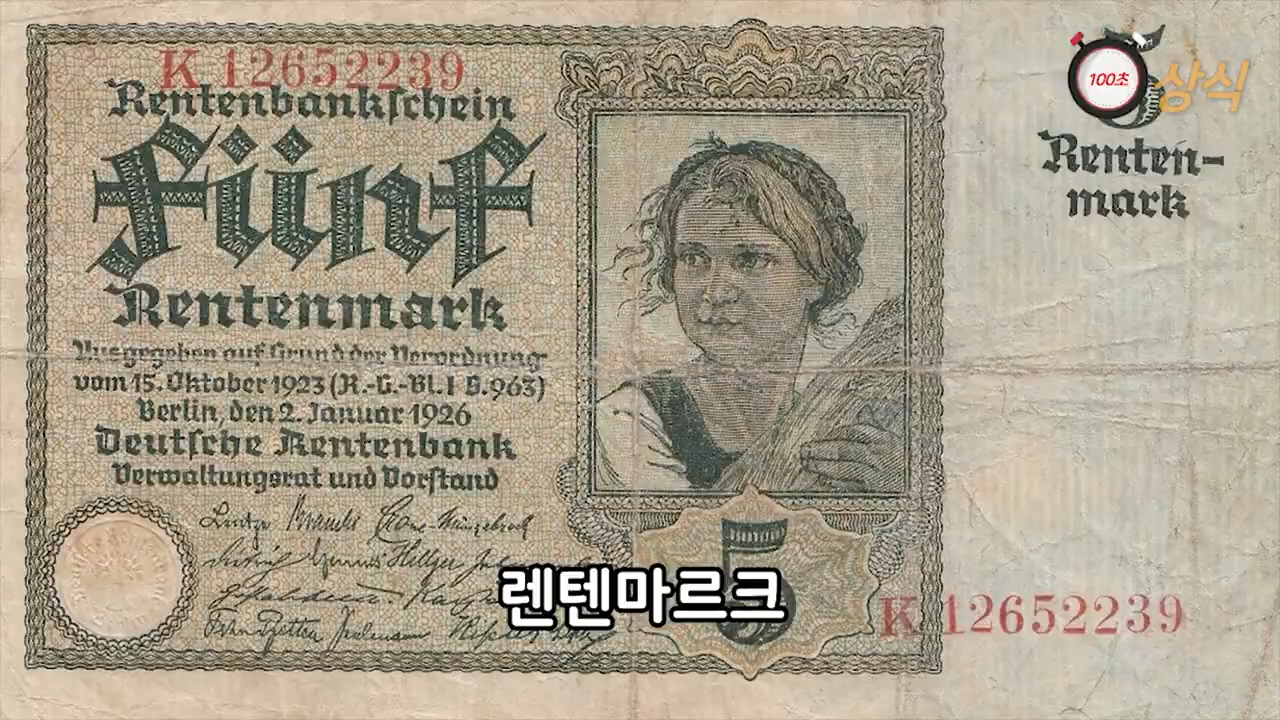 K 12652239
Rentenbankschein
Fünf
Rentenmark
Ausgegeben auf Grund der Verordnung
vom 15. Oktober 1923 (R.-G.-Bl. I S. 963)
Berlin, den 2. Januar 1926
Deutsche Rentenbank
Verwaltungsrat und Vorstand
5
K 12652239
100초
상식
5
Renten-
mark
렌텐마르크